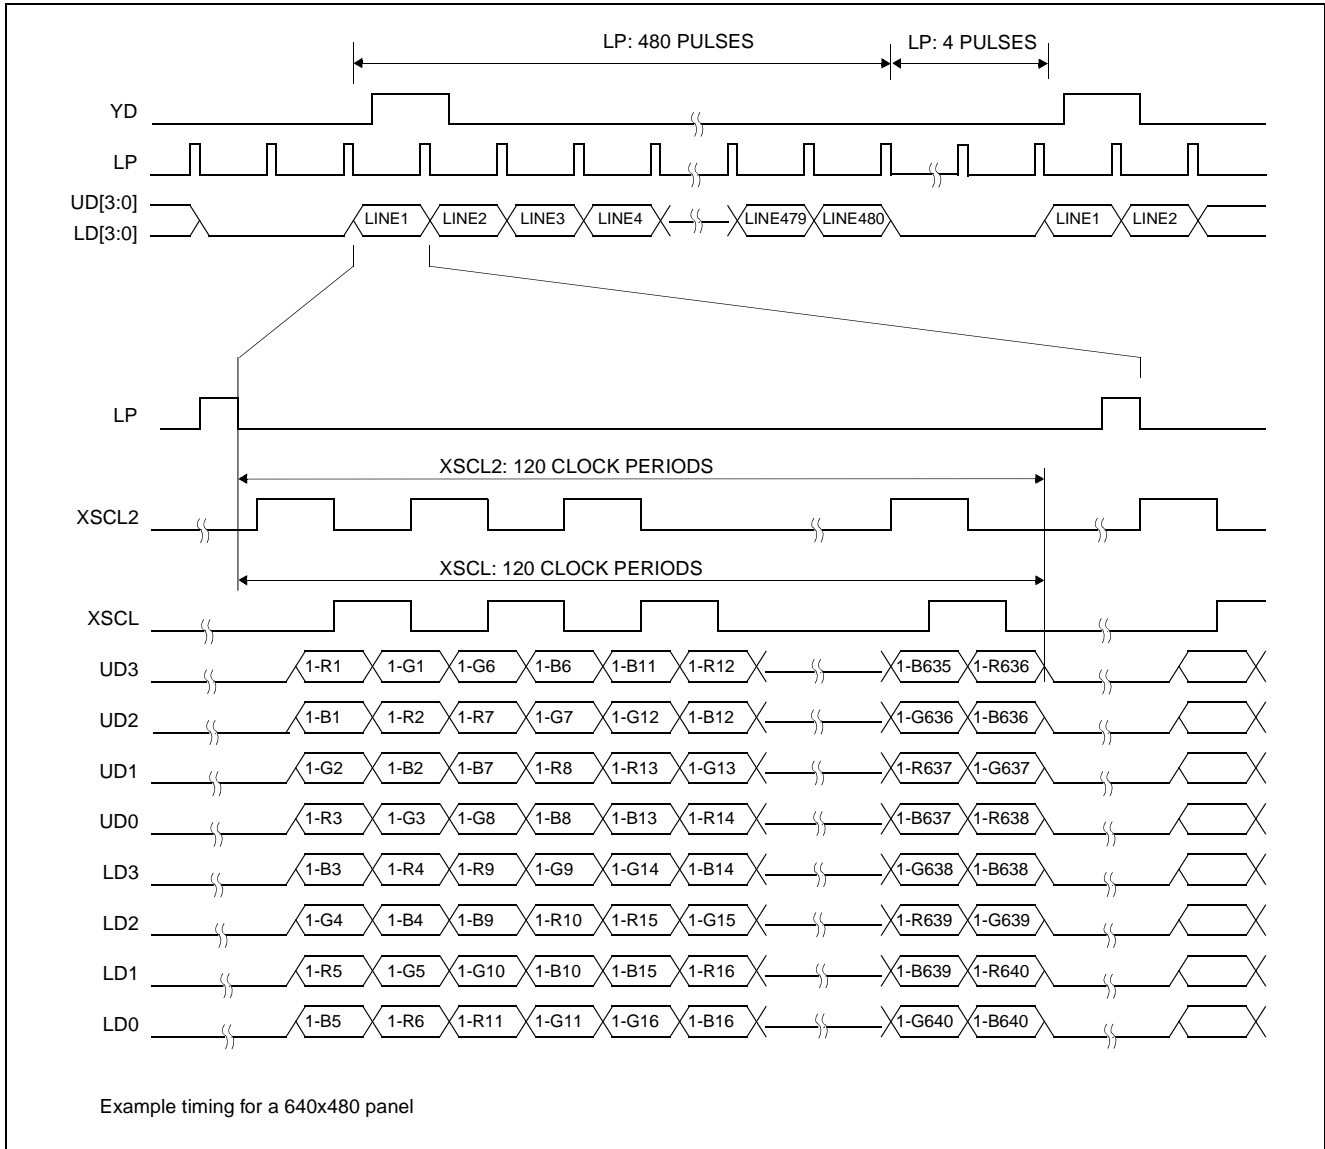 LP: 480 PULSES LP: 4 PULSES
YD
LP
UD[3:0]
LD[3:0]
LINE1 LINE2 LINE3 LINE4 LINE479 LINE480 LINE1 LINE2
LP
XSCL2: 120 CLOCK PERIODS
XSCL2
XSCL: 120 CLOCK PERIODS
XSCL
UD3 1-R1 1-G1 1-G6 1-B6 1-B11 1-R12 1-B635 1-R636
UD2 1-B1 1-R2 1-R7 1-G7 1-G12 1-B12 1-G636 1-B636
UD1 1-G2 1-B2 1-B7 1-R8 1-R13 1-G13 1-R637 1-G637
UD0 1-R3 1-G3 1-G8 1-B8 1-B13 1-R14 1-B637 1-R638
LD3 1-B3 1-R4 1-R9 1-G9 1-G14 1-B14 1-G638 1-B638
LD2 1-G4 1-B4 1-B9 1-R10 1-R15 1-G15 1-R639 1-G639
LD1 1-R5 1-G5 1-G10 1-B10 1-B15 1-R16 1-B639 1-R640
LD0 1-B5 1-R6 1-R11 1-G11 1-G16 1-B16 1-G640 1-B640
Example timing for a 640x480 panel